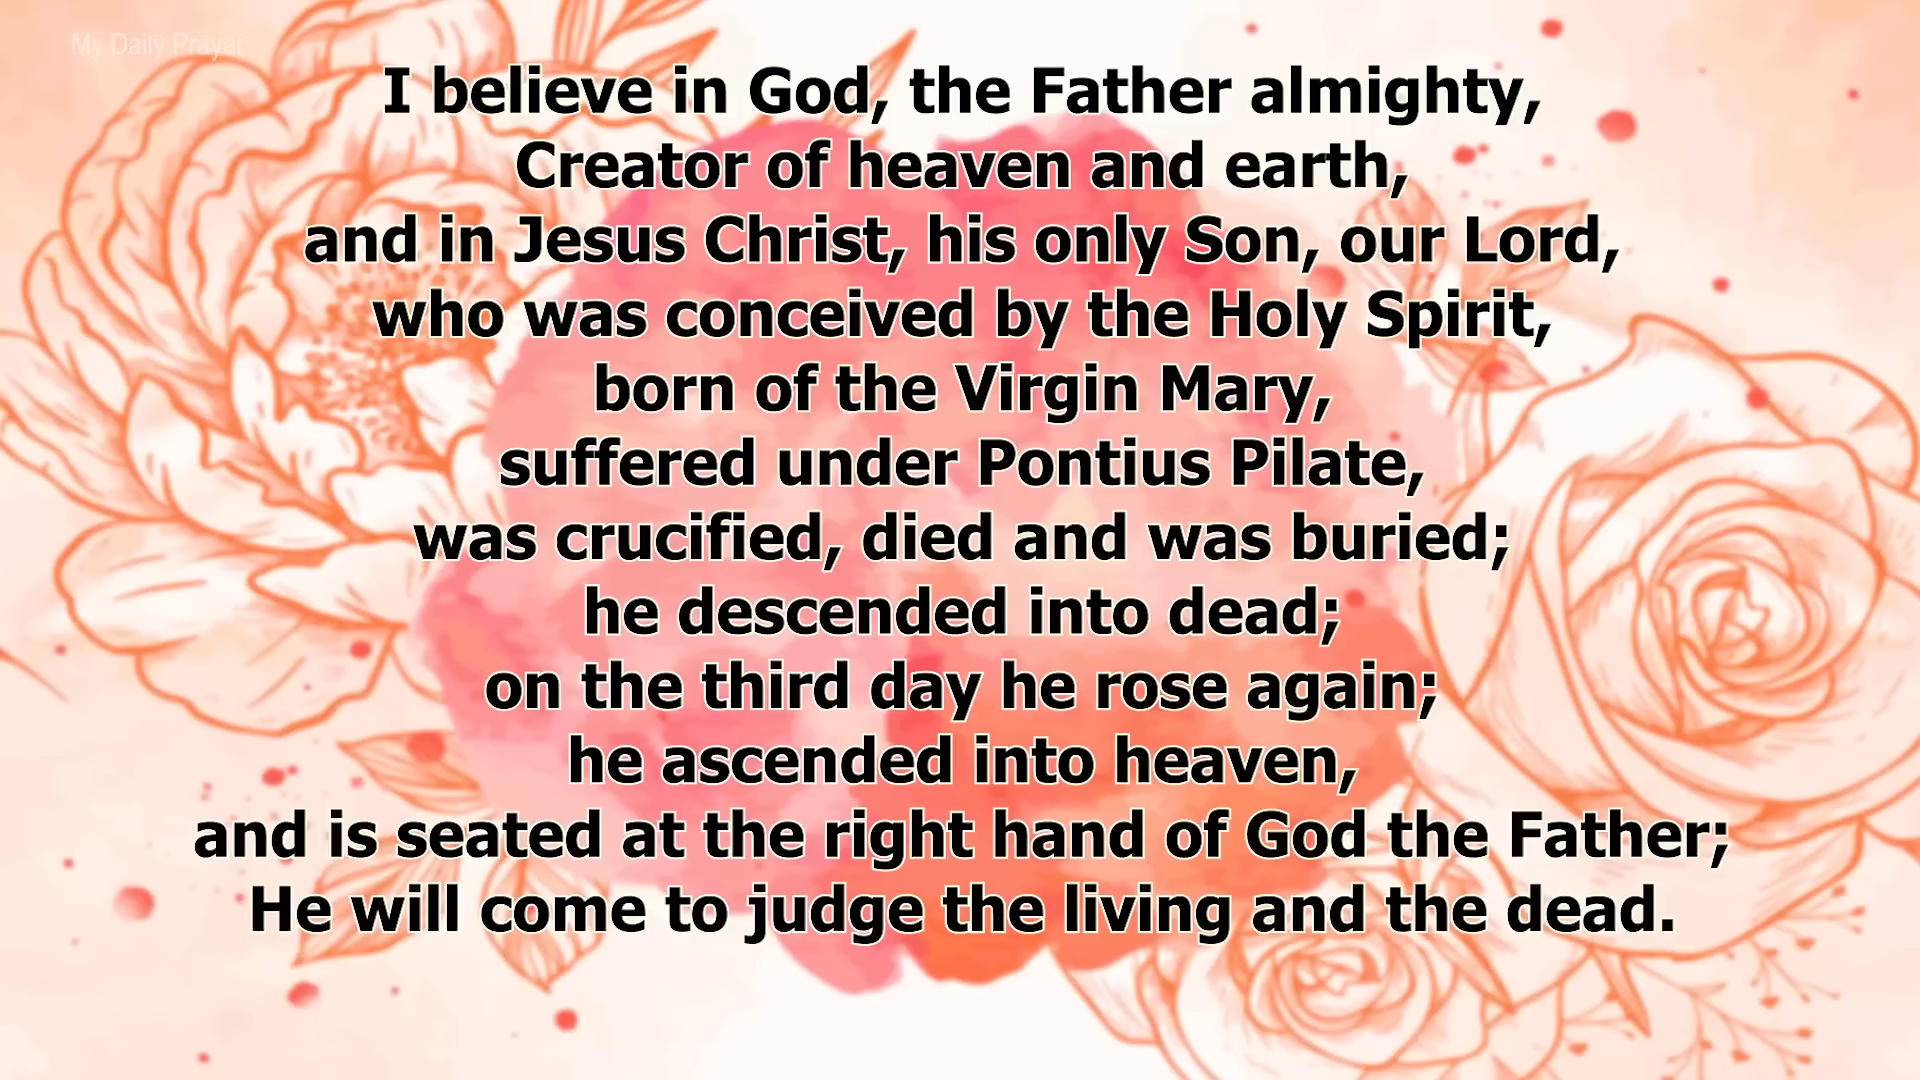 My Daily Prayer
I believe in God, the Father almighty,
Creator of heaven and earth,
and in Jesus Christ, his only Son, our Lord,
who was conceived by the Holy Spirit,
born of the Virgin Mary,
suffered under Pontius Pilate,
was crucified, died and was buried;
he descended into dead;
on the third day he rose again;
he ascended into heaven,
and is seated at the right hand of God the Father;
He will come to judge the living and the dead.